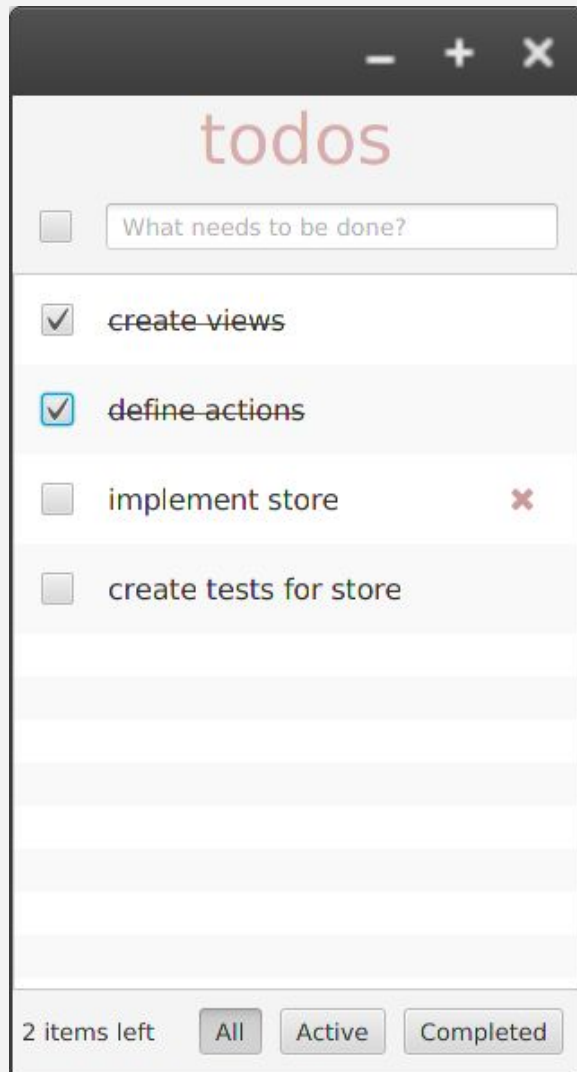 todos
What needs to be done?
create views
define actions
implement store
create tests for store
2 items left All Active Completed